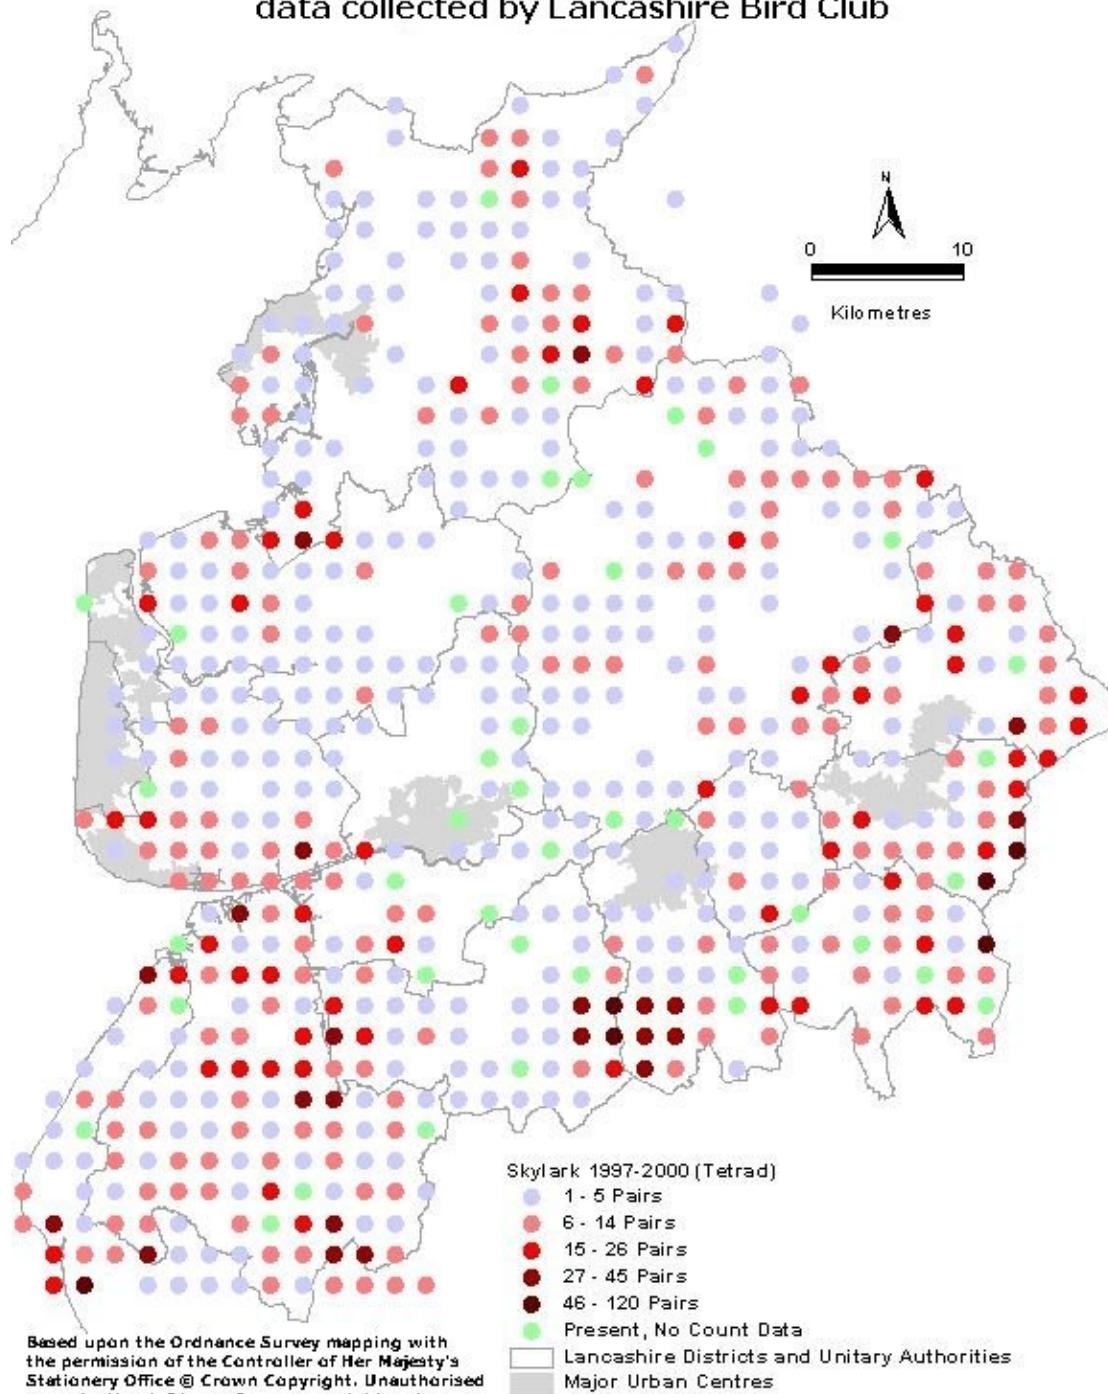 data collected by Lancashire Bird Club
N
0 10
Kilometres
Skylark 1997-2000 (Tetrad)
1 - 5 Pairs
6 - 14 Pairs
15 - 26 Pairs
27 - 45 Pairs
46 - 120 Pairs
Present, No Count Data
Lancashire Districts and Unitary Authorities
Major Urban Centres
Based upon the Ordnance Survey mapping with
the permission of the Controller of Her Majesty's
Stationery Office © Crown Copyright. Unauthorised